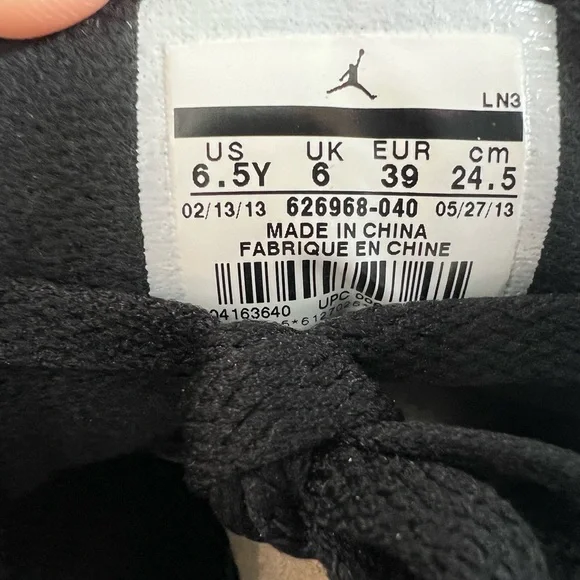 LN3
US UK EUR cm
6.5Y 6 39 24.5
02/13/13 626968-040 05/27/13
MADE IN CHINA
FABRIQUE EN CHINE
04163640 UPC